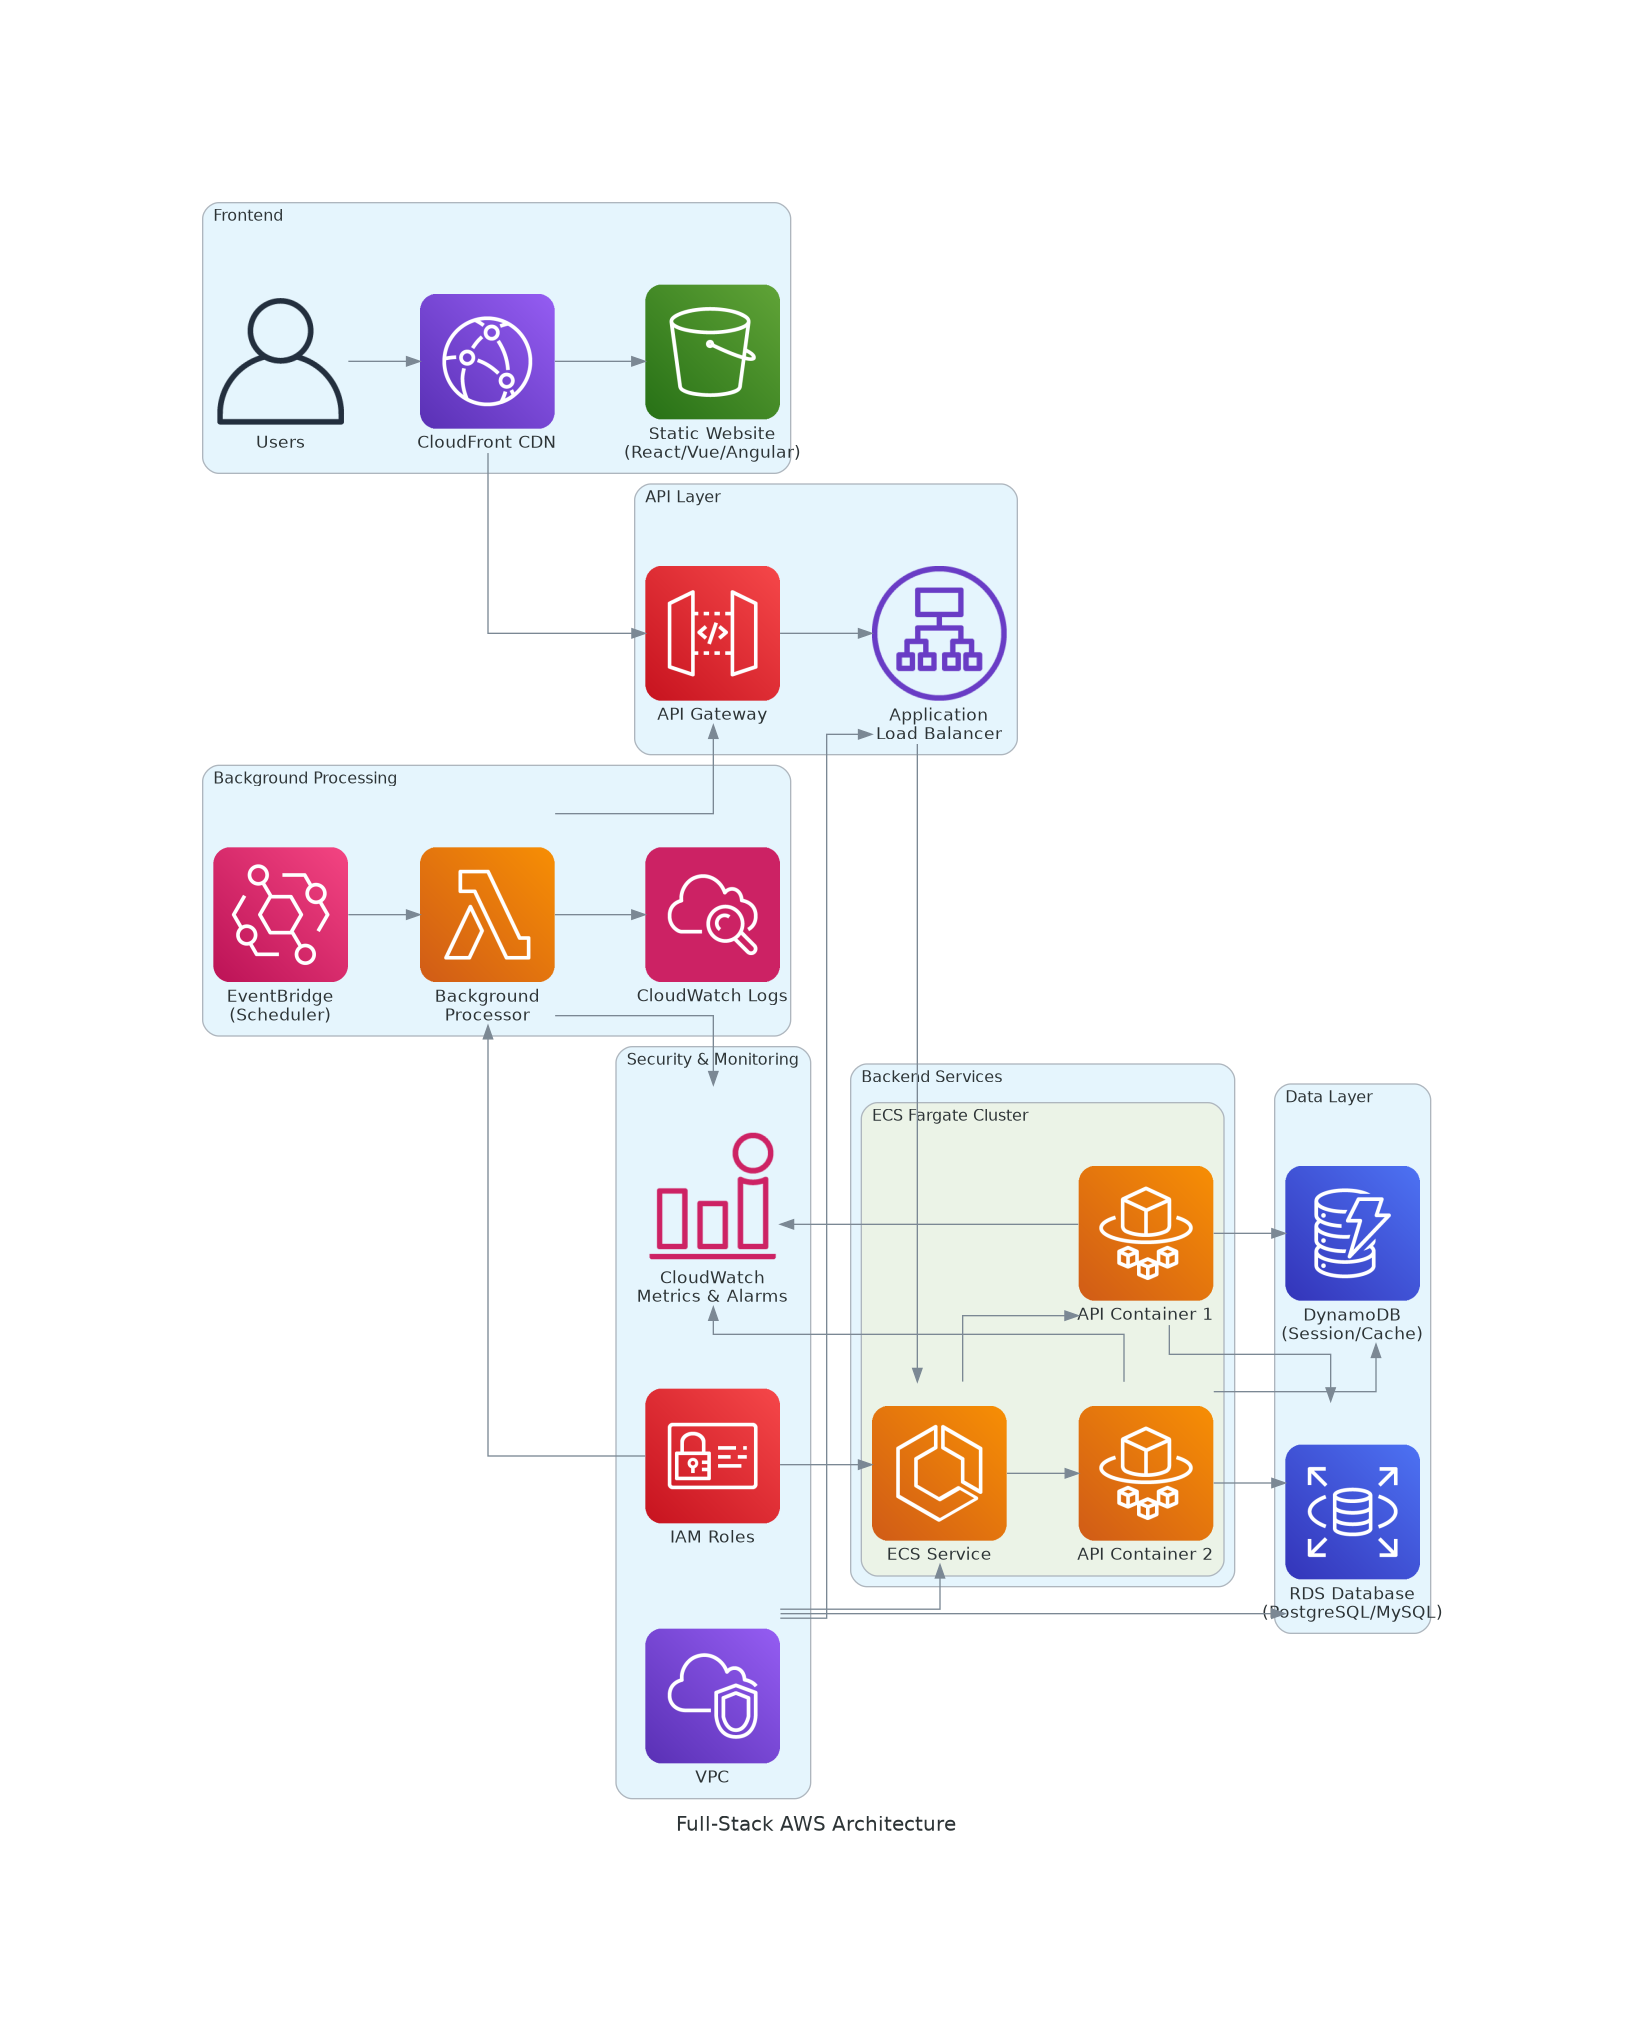 Frontend
Users
CloudFront CDN
Static Website
(React/Vue/Angular)
API Layer
API Gateway
Application
Load Balancer
Background Processing
EventBridge
(Scheduler)
Background
Processor
CloudWatch Logs
Security & Monitoring
CloudWatch
Metrics & Alarms
IAM Roles
VPC
Backend Services
ECS Fargate Cluster
API Container 1
ECS Service
API Container 2
Data Layer
DynamoDB
(Session/Cache)
RDS Database
(PostgreSQL/MySQL)
Full-Stack AWS Architecture